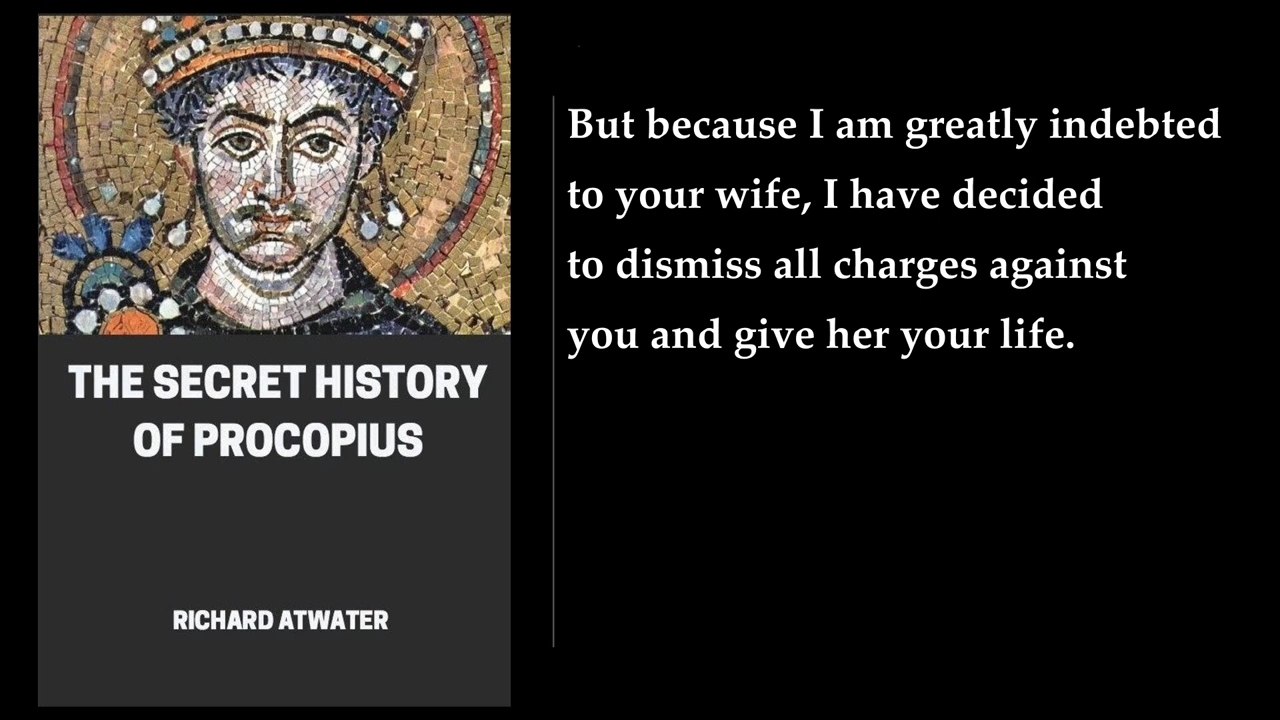 THE SECRET HISTORY
OF PROCOPIUS
RICHARD ATWATER
But because I am greatly indebted
to your wife, I have decided
to dismiss all charges against
you and give her your life.